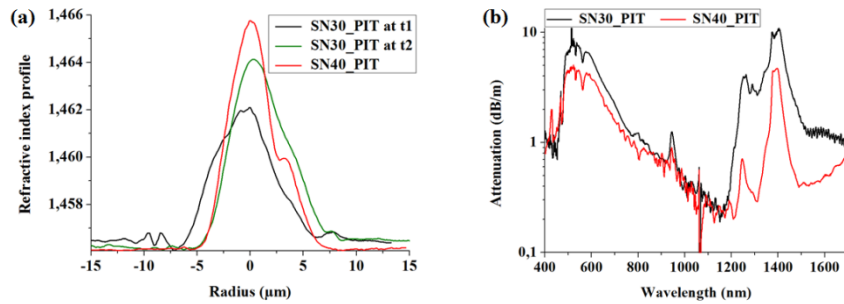 (a)
SN30_PIT at t1
SN30_PIT at t2
SN40_PIT
1,466
1,464
1,462
1,460
1,458
Refractive index profile
-15 -10 -5 0 5 10 15
Radius (µm)
(b)
SN30_PIT SN40_PIT
10
1
0,1
Attenuation (dB/m)
400 600 800 1000 1200 1400 1600
Wavelength (nm)